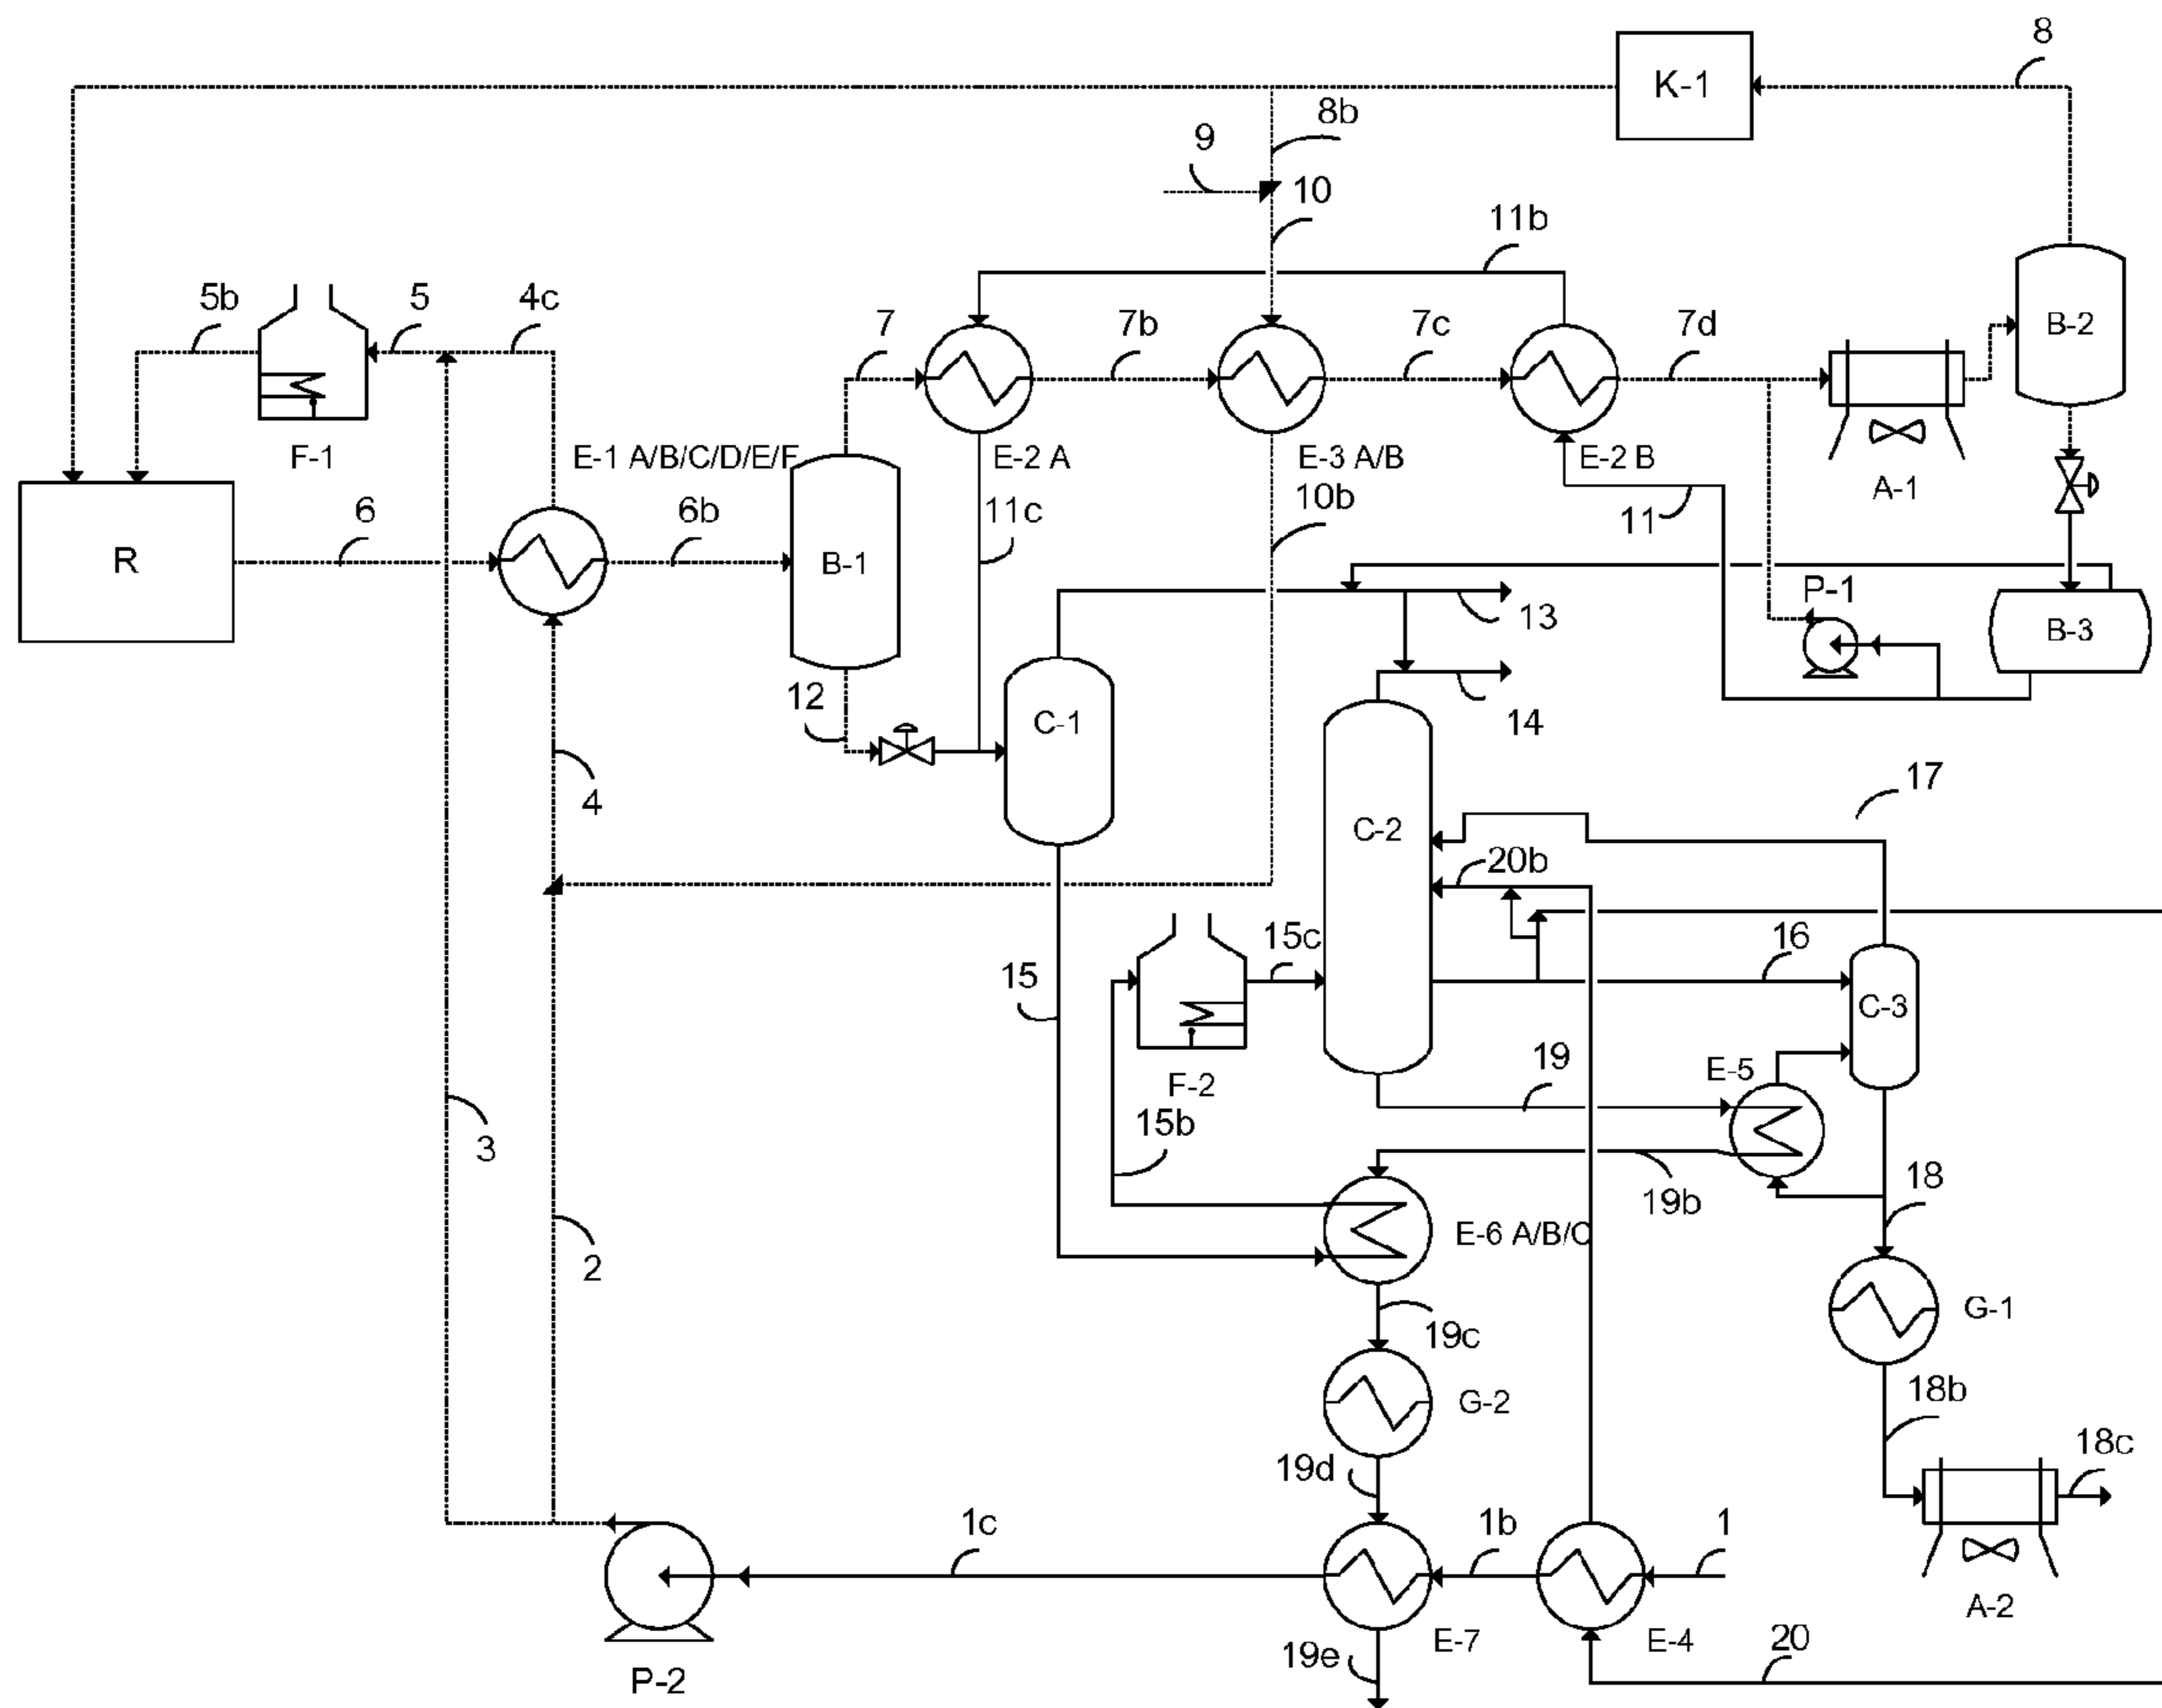 8
K-1
8b
9
10
11b
5b
5
4c
7
7b
7c
7d
B-2
F-1
E-1 A/B/C/D/E/F
E-2 A
E-3 A/B
E-2 B
A-1
10b
6
6b
11c
11
R
B-1
P-1
13
B-3
12
C-1
14
17
4
C-2
20b
15c
16
15
C-3
19
E-5
F-2
15b
3
18
19b
E-6 A/B/C
2
G-1
19c
18b
G-2
18c
19d
1c
1b
1
A-2
E-7
E-4
20
19e
P-2